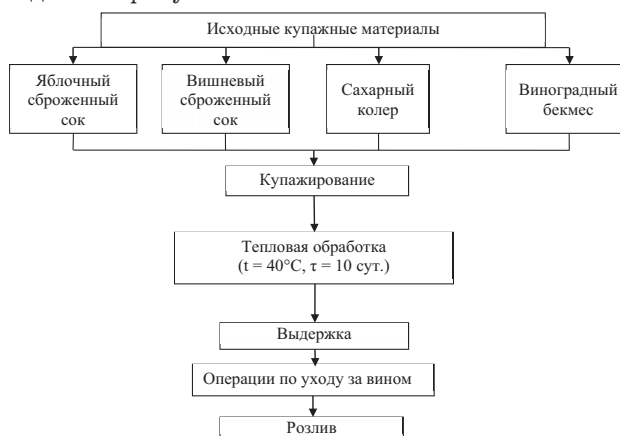 Исходные купажные материалы
Яблочный
сброженный
сок
Вишневый
сброженный
сок
Сахарный
колер
Виноградный
бекмес
Купажирование
Тепловая обработка
(t = 40°С, τ = 10 сут.)
Выдержка
Операции по уходу за вином
Розлив